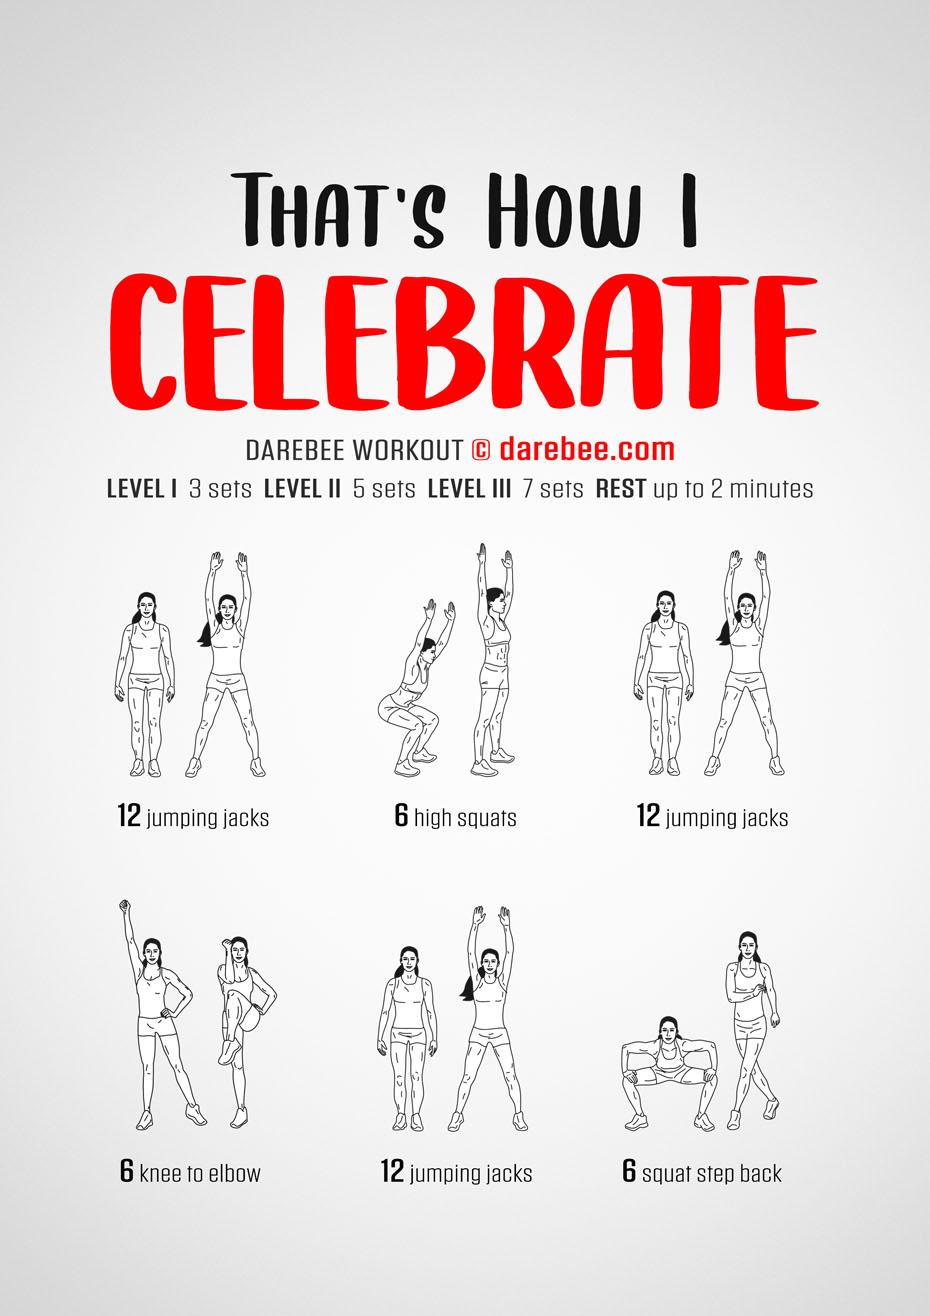 THAT'S HOW I
CELEBRATE
DAREBEE WORKOUT © darebee.com
LEVEL I 3 sets LEVEL II 5 sets LEVEL III 7 sets REST up to 2 minutes
12 jumping jacks
6 high squats
12 jumping jacks
6 knee to elbow
12 jumping jacks
6 squat step back